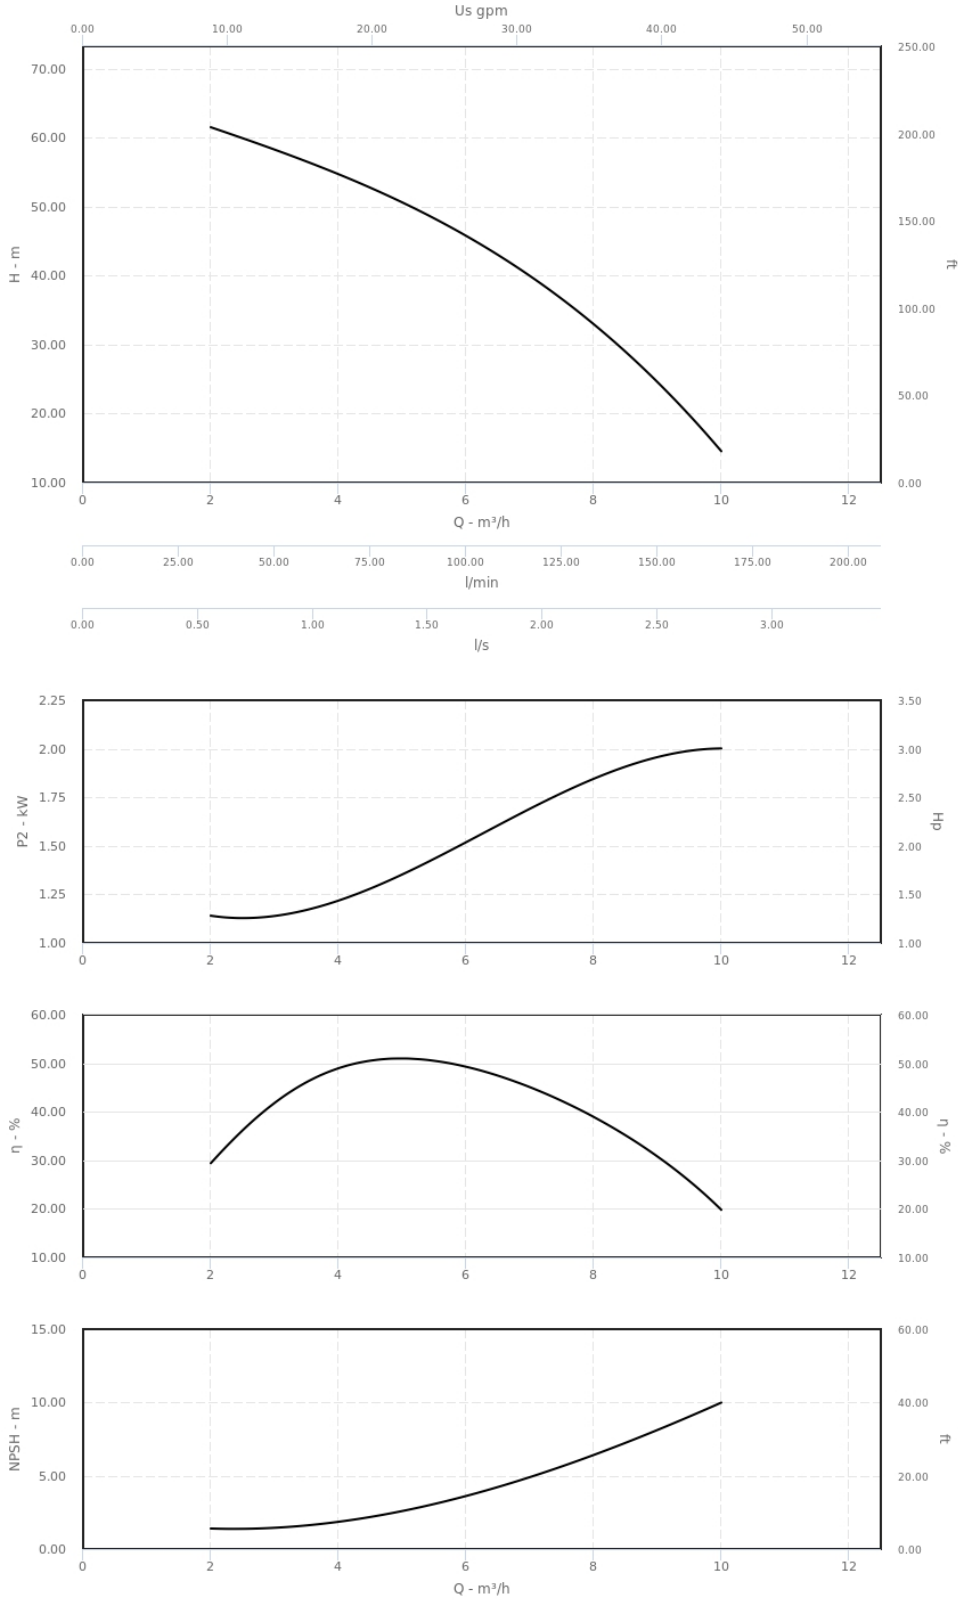 Us gpm
0.00 10.00 20.00 30.00 40.00 50.00
70.00
60.00
50.00
40.00
30.00
20.00
10.00
H - m
250.00
200.00
150.00
100.00
50.00
0.00
ft
0 2 4 6 8 10 12
Q - m³/h
0.00 25.00 50.00 75.00 100.00 125.00 150.00 175.00 200.00
l/min
0.00 0.50 1.00 1.50 2.00 2.50 3.00
l/s
2.25
2.00
1.75
1.50
1.25
1.00
P2 - kW
3.50
3.00
2.50
2.00
1.50
1.00
Hp
0 2 4 6 8 10 12
60.00
50.00
40.00
30.00
20.00
10.00
η - %
60.00
50.00
40.00
30.00
20.00
10.00
η - %
0 2 4 6 8 10 12
15.00
10.00
5.00
0.00
NPSH - m
60.00
40.00
20.00
0.00
ft
0 2 4 6 8 10 12
Q - m³/h